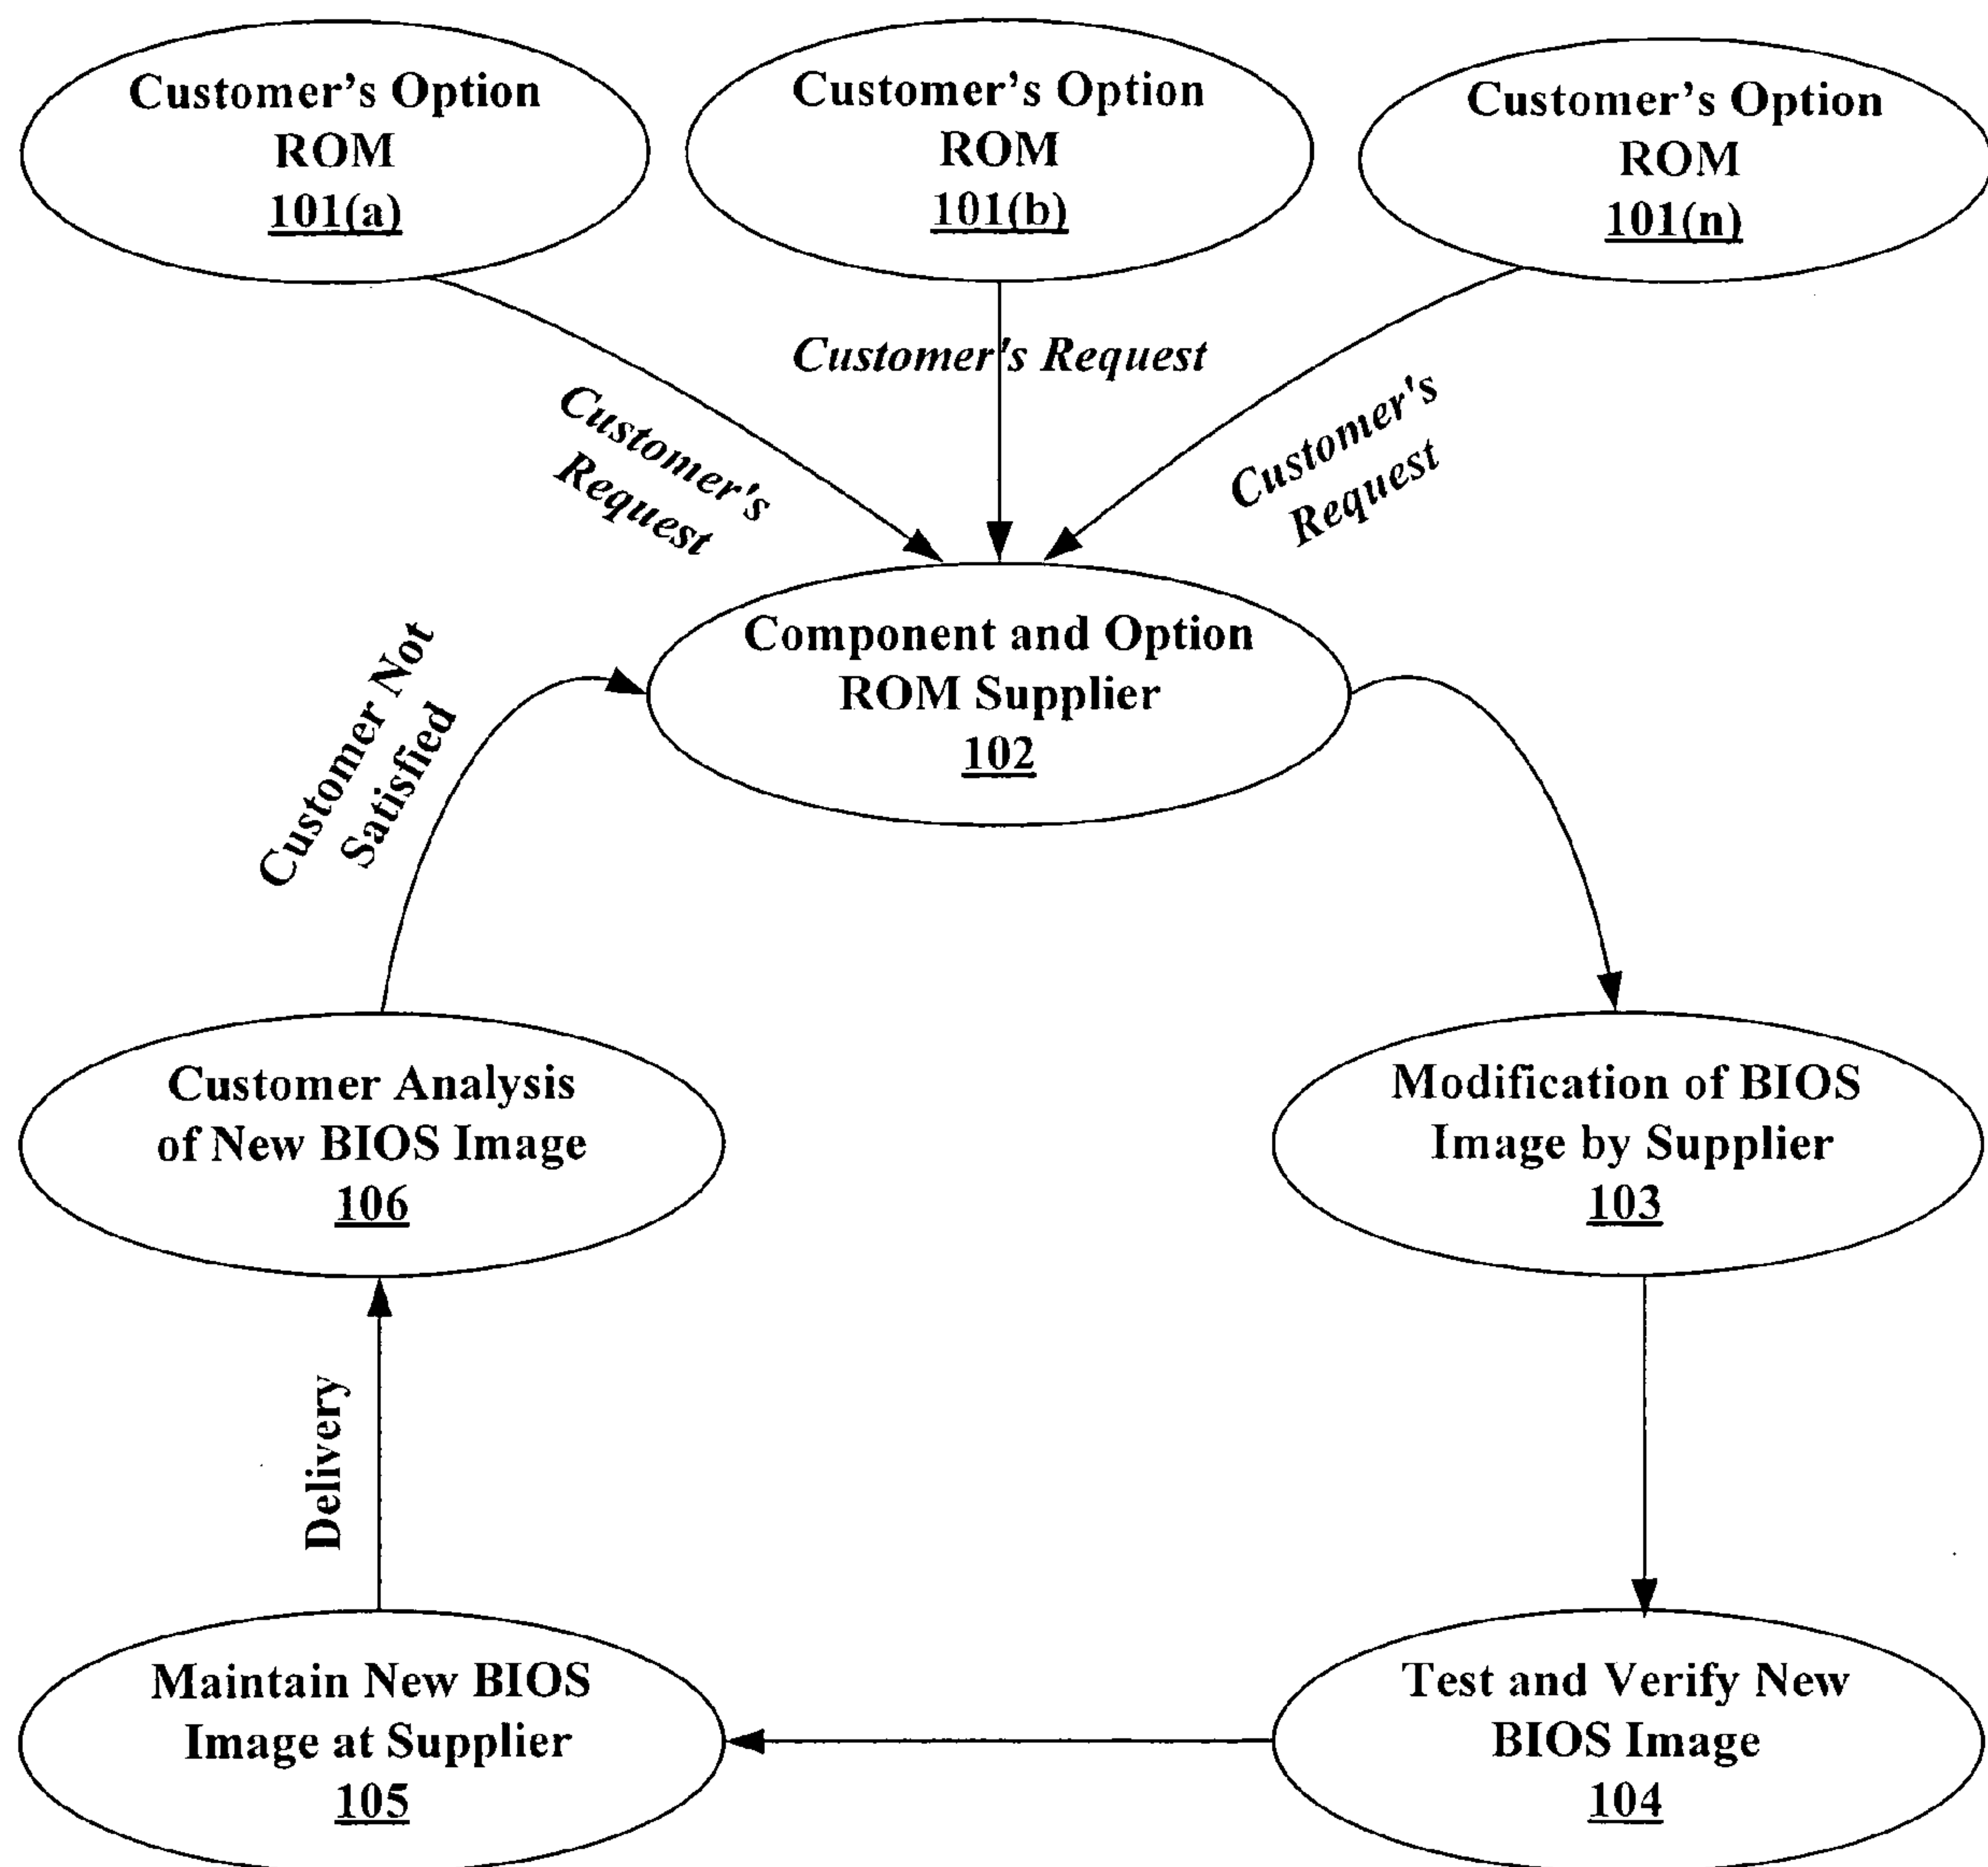 Customer's Option
ROM
101(a)
Customer's Option
ROM
101(b)
Customer's Option
ROM
101(n)
Customer's
Request
Customer's Request
Customer's
Request
Component and Option
ROM Supplier
102
Customer Not
Satisfied
Customer Analysis
of New BIOS Image
106
Modification of BIOS
Image by Supplier
103
Delivery
Maintain New BIOS
Image at Supplier
105
Test and Verify New
BIOS Image
104